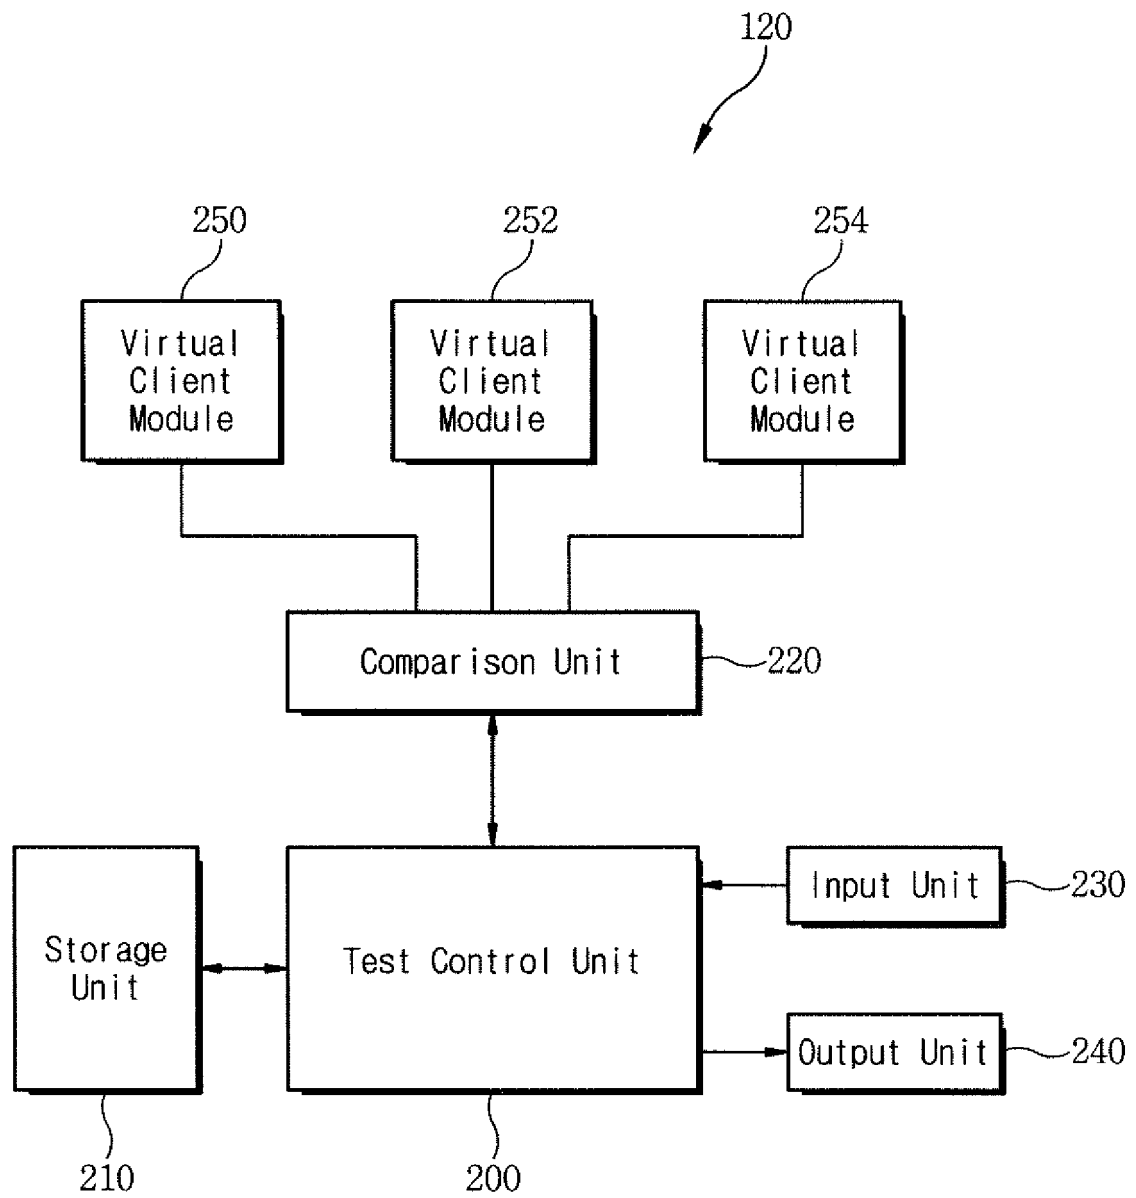 120
250
252
254
Virtual
Client
Module
Virtual
Client
Module
Virtual
Client
Module
Comparison Unit
220
Storage
Unit
Test Control Unit
Input Unit
230
Output Unit
240
210
200